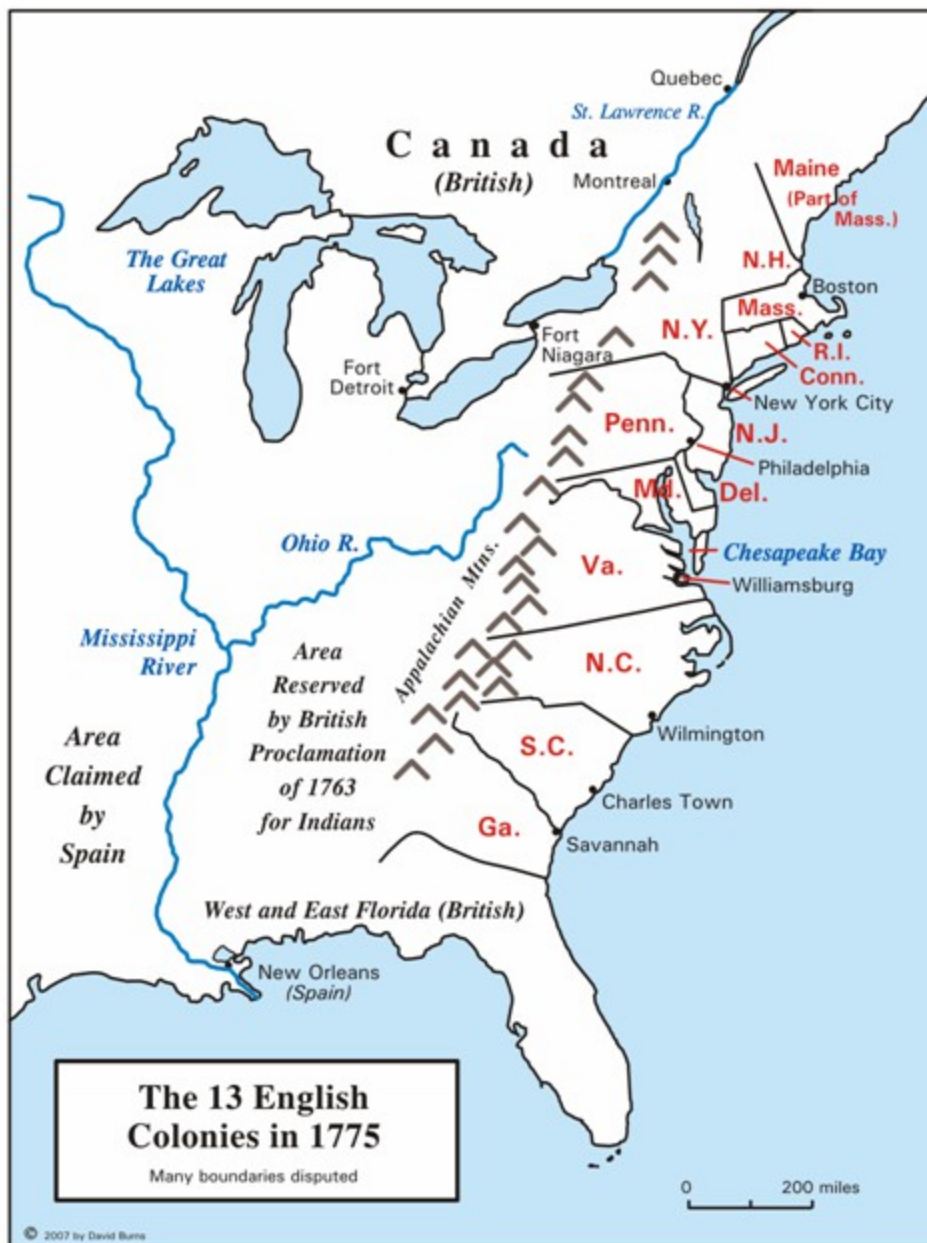 Quebec
St. Lawrence R.
Canada
(British)
Montreal
Maine
(Part of
Mass.)
The Great
Lakes
N.H.
Boston
Mass.
N.Y.
R.I.
Conn.
Fort
Niagara
Fort
Detroit
New York City
Penn.
N.J.
Philadelphia
Md.
Del.
Ohio R.
Appalachian Mtns.
Va.
Chesapeake Bay
Williamsburg
Mississippi
River
Area
Reserved
by British
Proclamation
of 1763
for Indians
N.C.
Wilmington
Area
Claimed
by
Spain
S.C.
Charles Town
Ga.
Savannah
West and East Florida (British)
New Orleans
(Spain)
The 13 English
Colonies in 1775
Many boundaries disputed
0 200 miles
© 2007 by David Burns